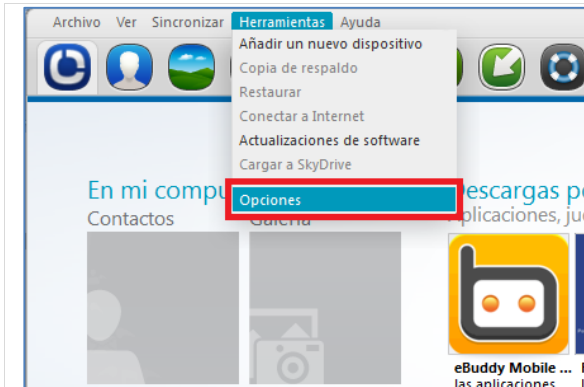 Archivo Ver Sincronizar Herramientas Ayuda
Añadir un nuevo dispositivo
Copia de respaldo
Restaurar
Conectar a Internet
Actualizaciones de software
Cargar a SkyDrive
Opciones
En mi compu
escargas p
Contactos Galería
plicaciones, ju
eBuddy Mobile ...
las aplicaciones